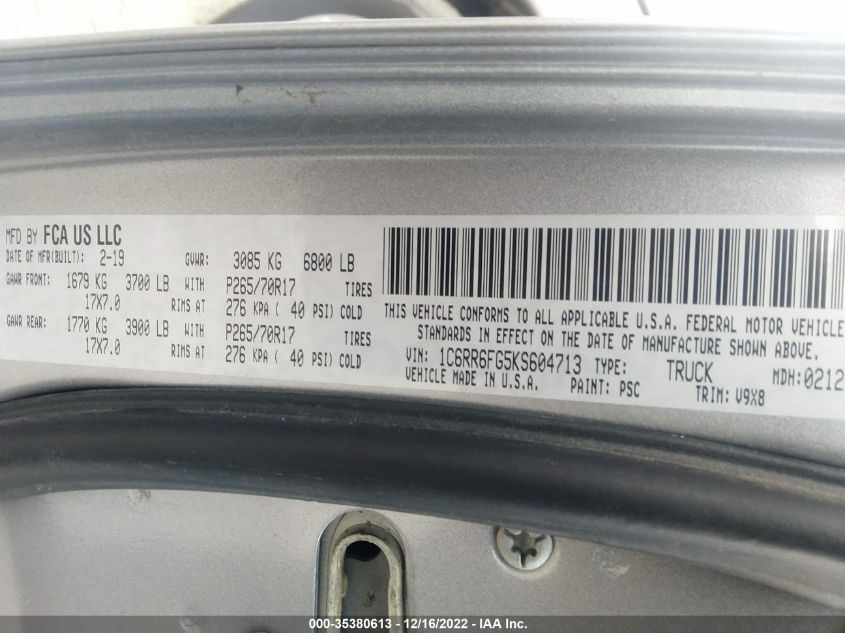 MFD BY FCA US LLC
DATE OF MFR(BUILT): 2-19 GVWR: 3085 KG 6800 LB
GAWR FRONT: 1679 KG 3700 LB WITH P265/70R17 TIRES
17X7.0 RIMS AT 276 KPA ( 40 PSI) COLD
GAWR REAR: 1770 KG 3900 LB WITH P265/70R17 TIRES
17X7.0 RIMS AT 276 KPA ( 40 PSI) COLD
THIS VEHICLE CONFORMS TO ALL APPLICABLE U.S.A. FEDERAL MOTOR VEHICLE
STANDARDS IN EFFECT ON THE DATE OF MANUFACTURE SHOWN ABOVE.
VIN: 1C6RR6FG5KS604713 TYPE: TRUCK MDH:0212
VEHICLE MADE IN U.S.A. PAINT: PSC TRIM: V9X8
000-35380613 - 12/16/2022 - IAA Inc.